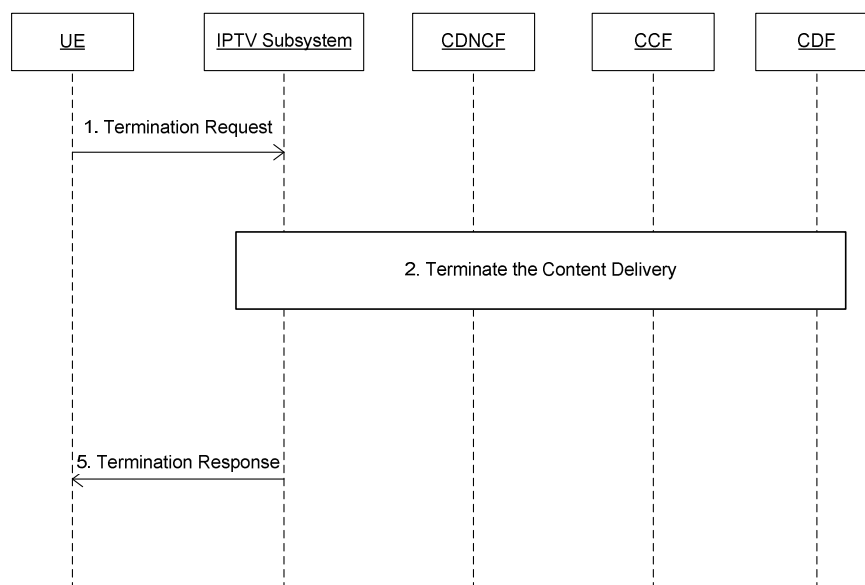 UE
IPTV Subsystem
CDNCF
CCF
CDF
1. Termination Request
2. Terminate the Content Delivery
5. Termination Response